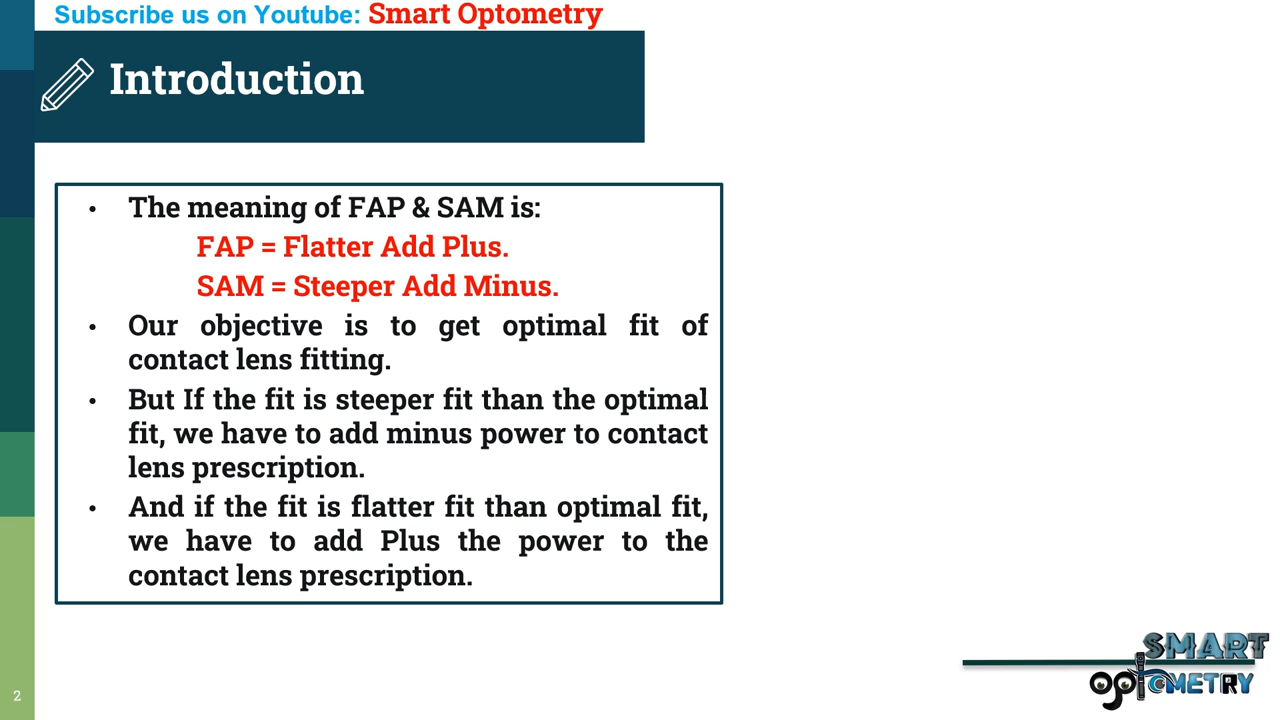 Subscribe us on Youtube: Smart Optometry
Introduction
• The meaning of FAP & SAM is:
FAP = Flatter Add Plus.
SAM = Steeper Add Minus.
• Our objective is to get optimal fit of
contact lens fitting.
• But If the fit is steeper fit than the optimal
fit, we have to add minus power to contact
lens prescription.
• And if the fit is flatter fit than optimal fit,
we have to add Plus the power to the
contact lens prescription.
2
SMART
OptOMETRY